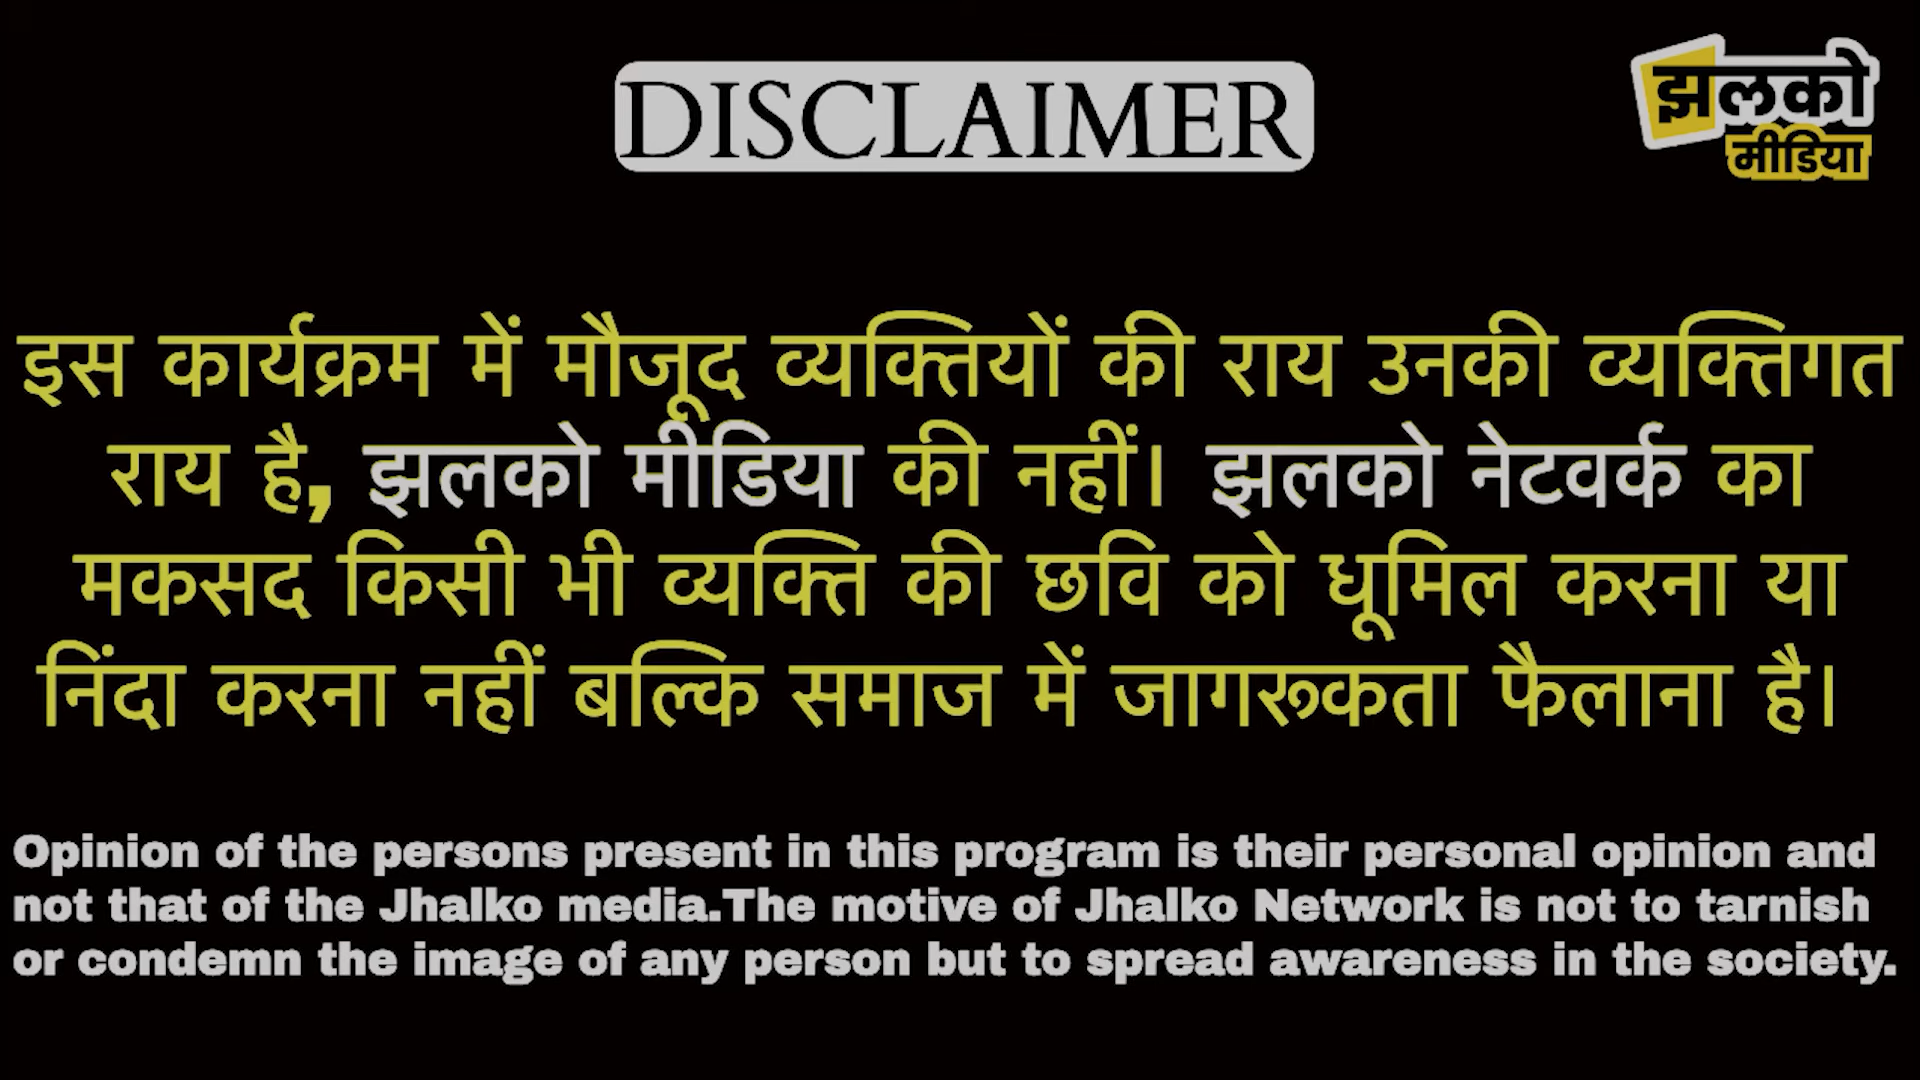 DISCLAIMER
झलको
मीडिया
इस कार्यक्रम में मौजूद व्यक्तियों की राय उनकी व्यक्तिगत
राय है, झलको मीडिया की नहीं। झलको नेटवर्क का
मकसद किसी भी व्यक्ति की छवि को धूमिल करना या
निंदा करना नहीं बल्कि समाज में जागरूकता फैलाना है।
Opinion of the persons present in this program is their personal opinion and
not that of the Jhalko media.The motive of Jhalko Network is not to tarnish
or condemn the image of any person but to spread awareness in the society.